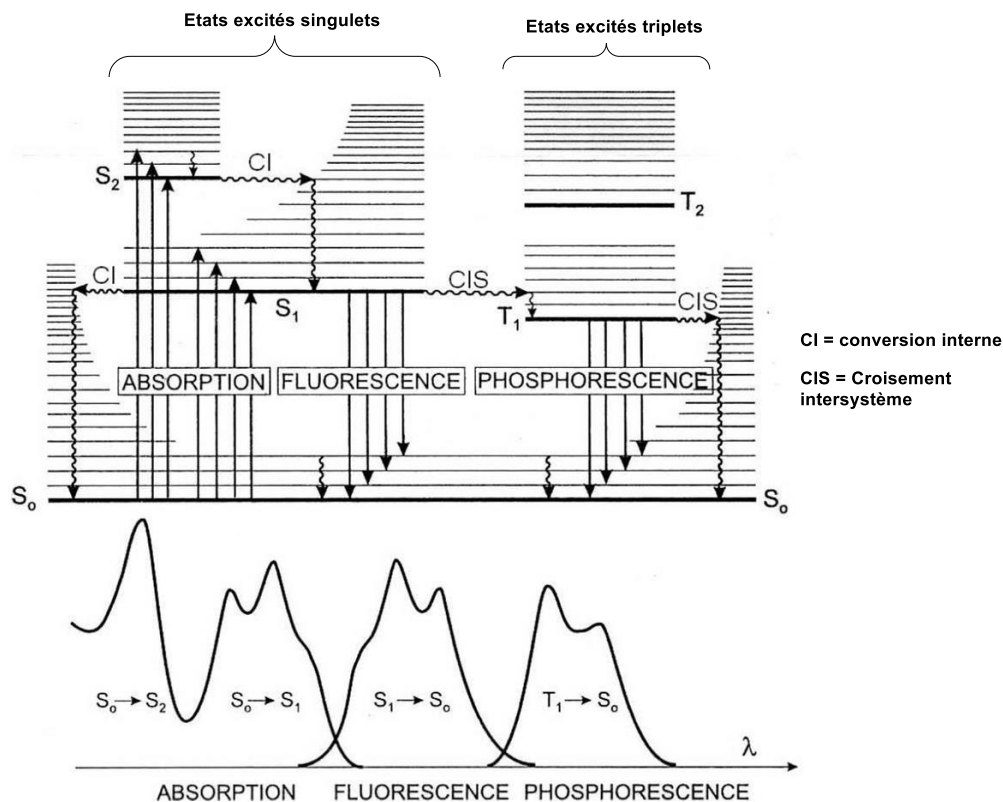 Etats excités singulets
Etats excités triplets
S2
CI
T2
CI
S1
CIS
T1
CIS
CI = conversion interne
CIS = Croisement
intersystème
ABSORPTION
FLUORESCENCE
PHOSPHORESCENCE
So
So
So → S2
So → S1
S1 → So
T1 → So
λ
ABSORPTION
FLUORESCENCE
PHOSPHORESCENCE